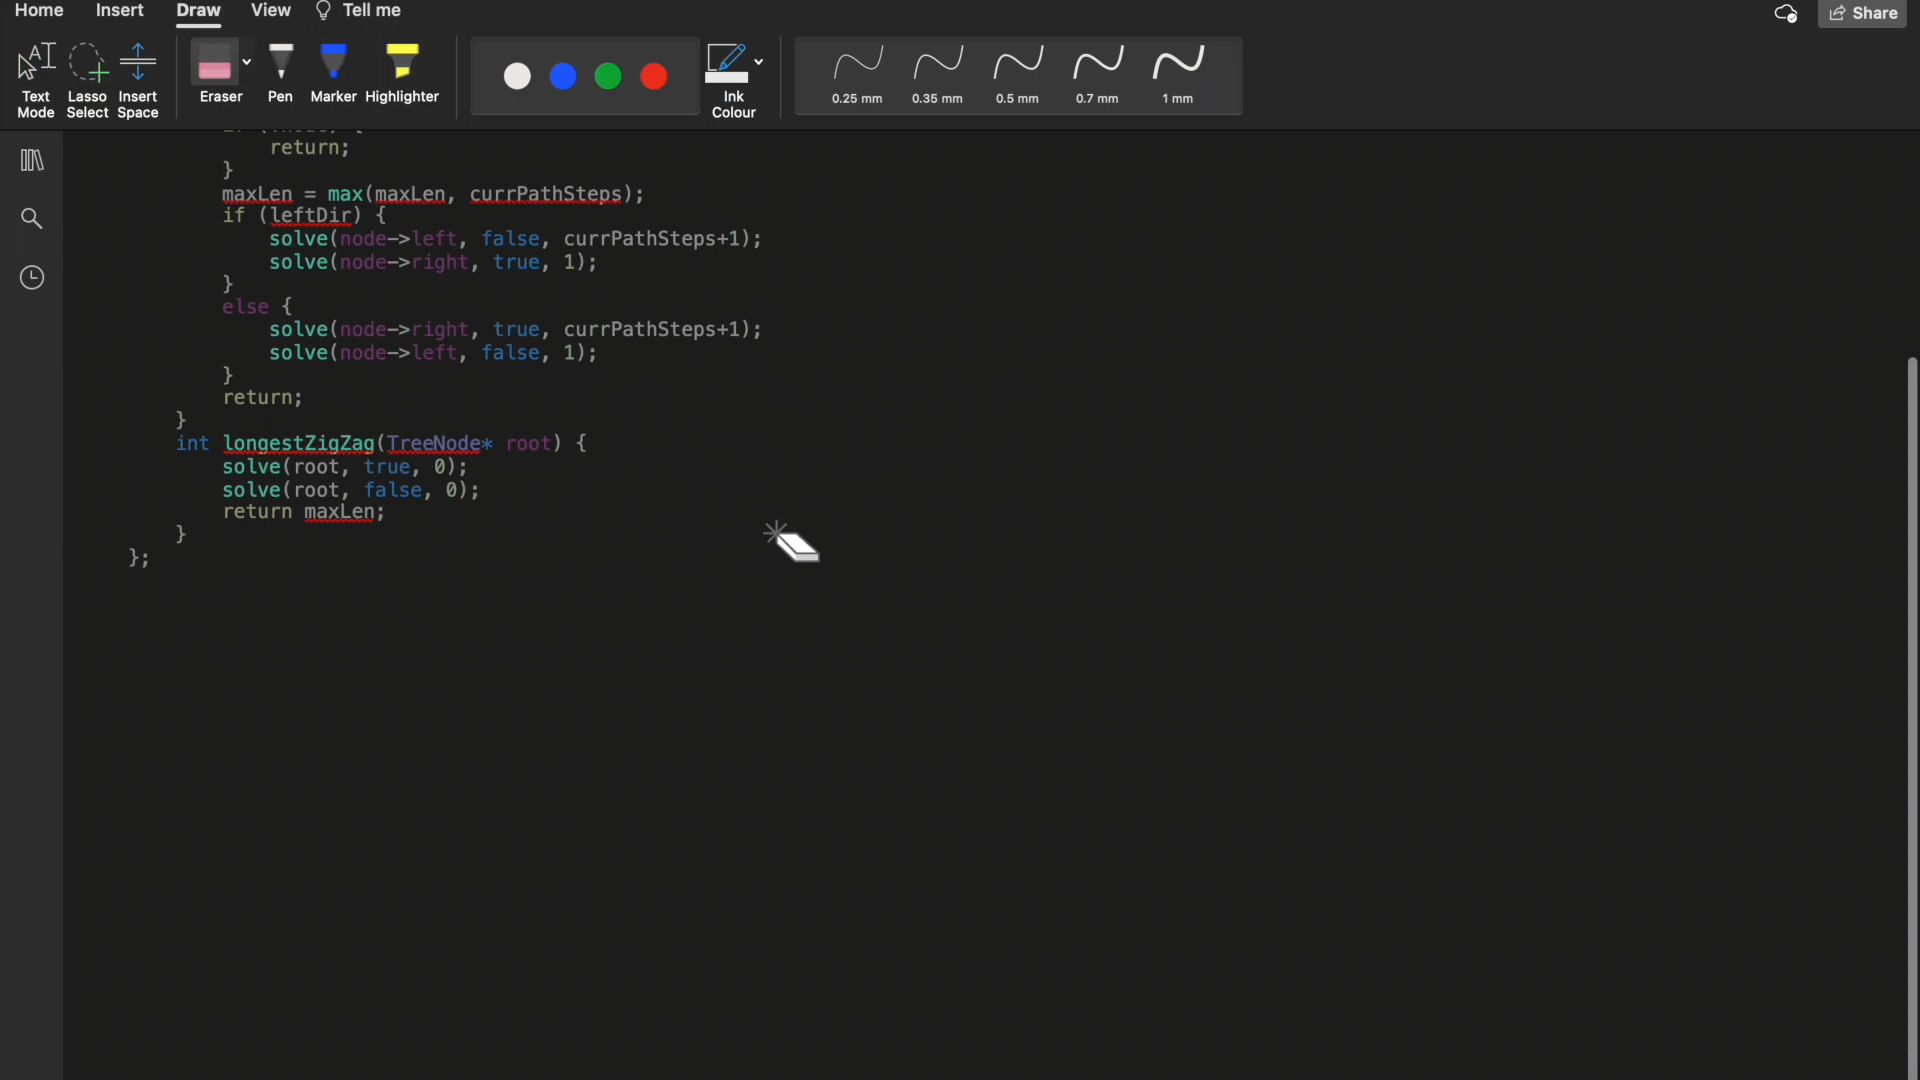 Home Insert Draw View Tell me Share
Text Mode Lasso Select Insert Space Eraser Pen Marker Highlighter Ink Colour 0.25 mm 0.35 mm 0.5 mm 0.7 mm 1 mm
return;
}
maxLen = max(maxLen, currPathSteps);
if (leftDir) {
solve(node->left, false, currPathSteps+1);
solve(node->right, true, 1);
}
else {
solve(node->right, true, currPathSteps+1);
solve(node->left, false, 1);
}
return;
}
int longestZigZag(TreeNode* root) {
solve(root, true, 0);
solve(root, false, 0);
return maxLen;
}
};